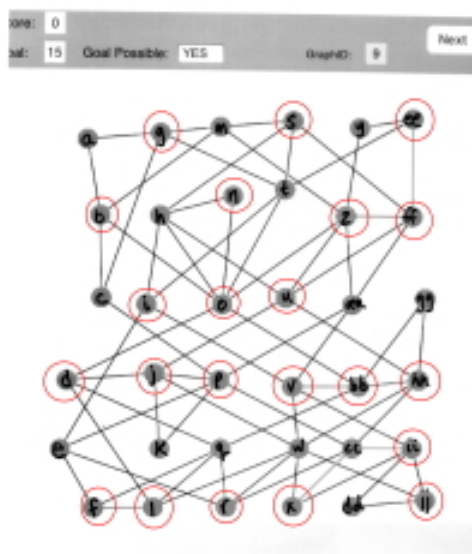 ore: 0
Next
oal: 15 Goal Possible: YES GraphID: 9
a g m s y ee
b h n t z ff
c i o u aa gg
d j p v bb hh
e k q w cc ii
f l r x dd jj